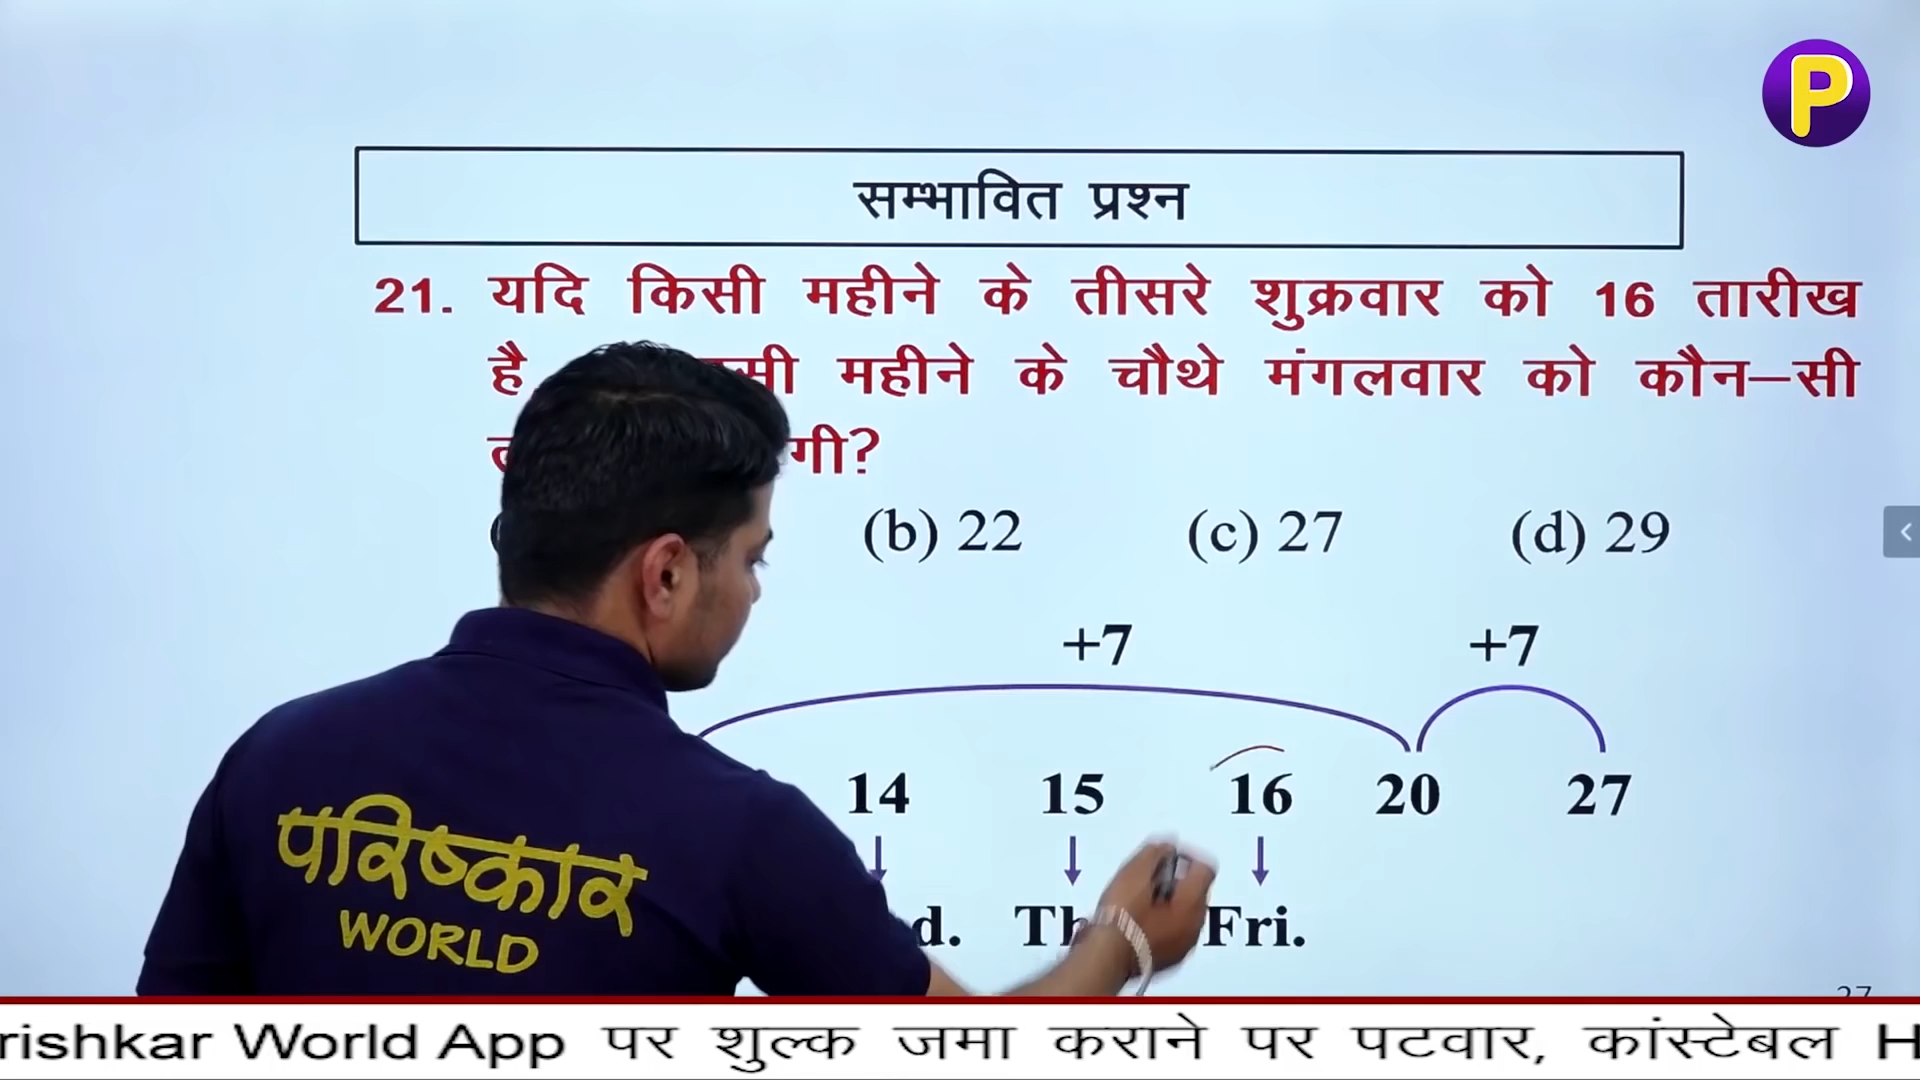 P
सम्भावित प्रश्न
21. यदि किसी महीने के तीसरे शुक्रवार को 16 तारीख
है महीने के चौथे मंगलवार को कौन–सी
गी?
(b) 22 (c) 27 (d) 29
+7 +7
14 15 16 20 27
d. Th Fri.
परिष्कार
WORLD
rishkar World App पर शुल्क जमा कराने पर पटवार, कांस्टेबल H